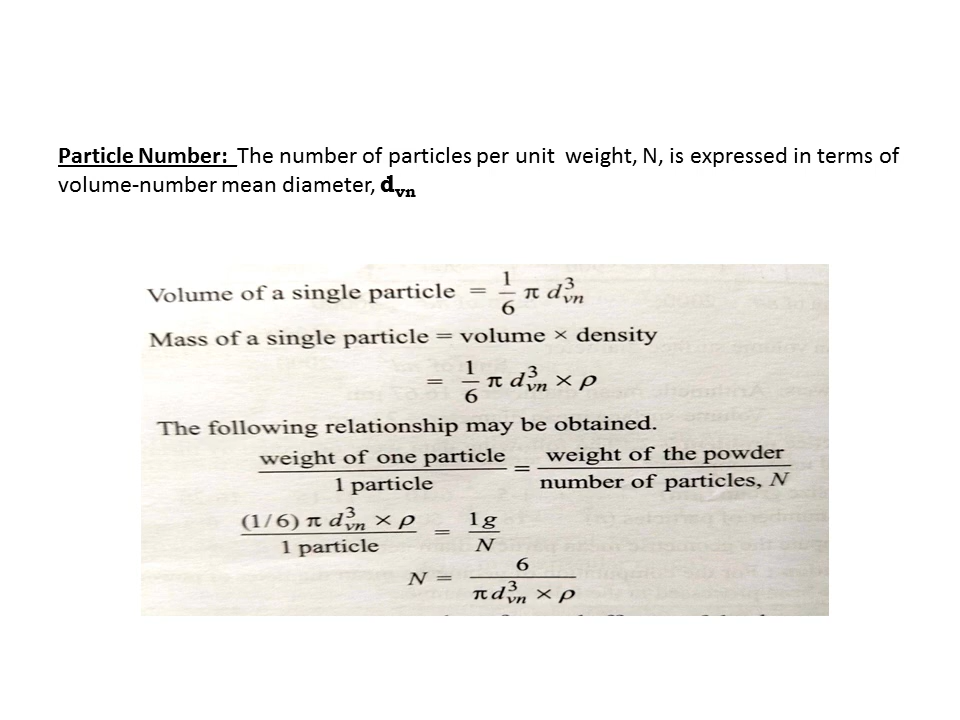 Particle Number: The number of particles per unit weight, N, is expressed in terms of
volume-number mean diameter, dvn
Volume of a single particle = 1/6 π d³vn
Mass of a single particle = volume × density
= 1/6 π d³vn × ρ
The following relationship may be obtained.
weight of one particle / 1 particle = weight of the powder / number of particles, N
(1/6) π d³vn × ρ / 1 particle = 1g / N
N = 6 / π d³vn × ρ